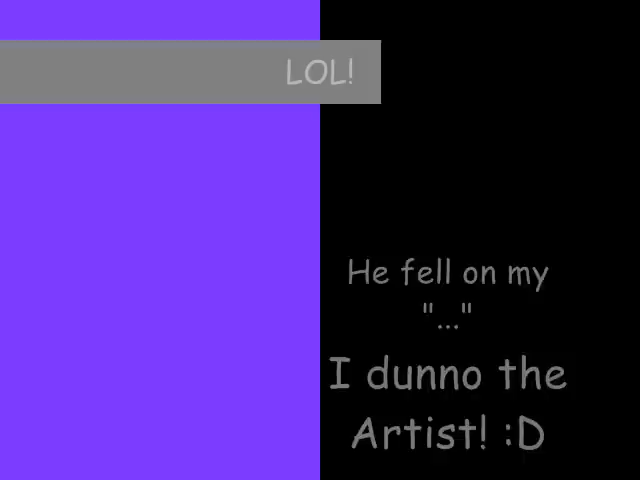 LOL!
He fell on my
"..."
I dunno the
Artist! :D